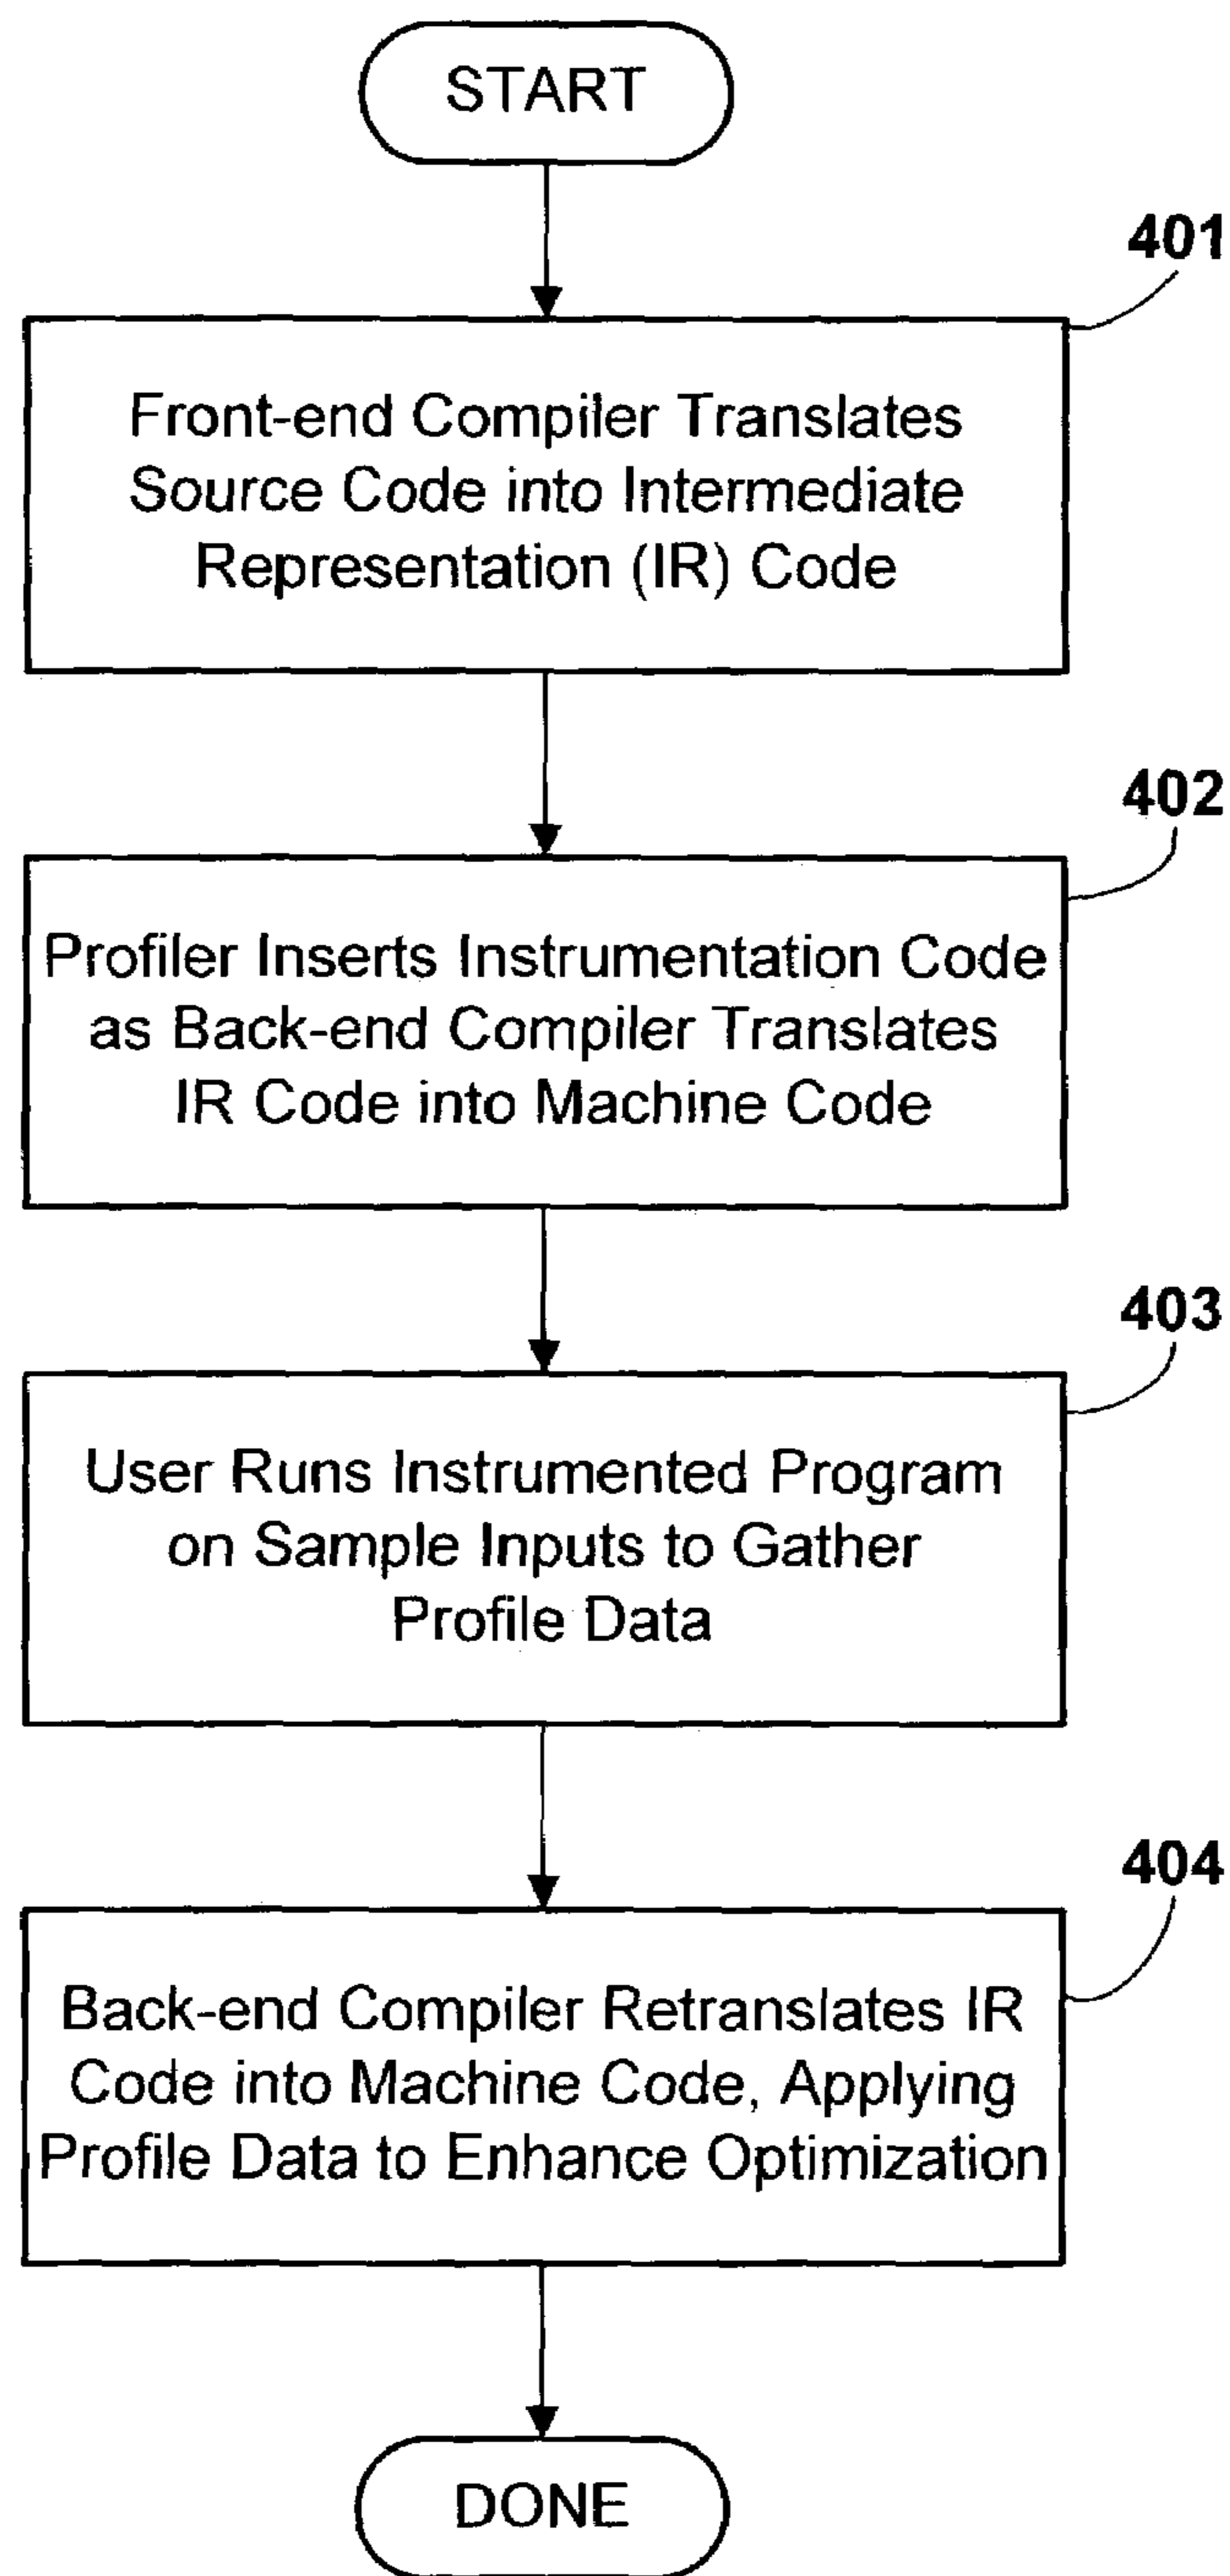 START
401
Front-end Compiler Translates
Source Code into Intermediate
Representation (IR) Code
402
Profiler Inserts Instrumentation Code
as Back-end Compiler Translates
IR Code into Machine Code
403
User Runs Instrumented Program
on Sample Inputs to Gather
Profile Data
404
Back-end Compiler Retranslates IR
Code into Machine Code, Applying
Profile Data to Enhance Optimization
DONE